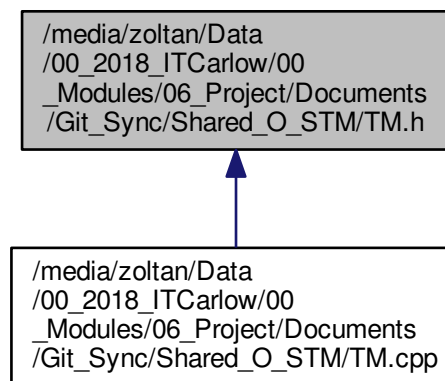 /media/zoltan/Data
/00_2018_ITCarlow/00
_Modules/06_Project/Documents
/Git_Sync/Shared_O_STM/TM.h
/media/zoltan/Data
/00_2018_ITCarlow/00
_Modules/06_Project/Documents
/Git_Sync/Shared_O_STM/TM.cpp